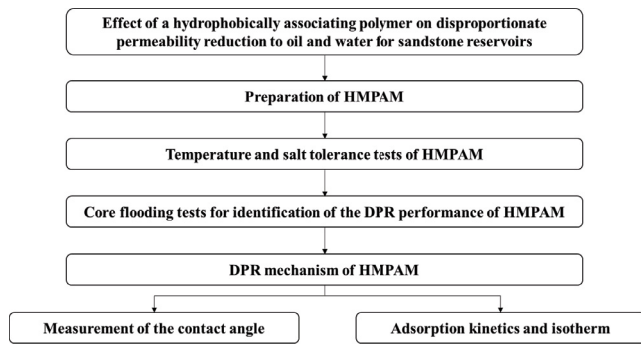 Effect of a hydrophobically associating polymer on disproportionate
permeability reduction to oil and water for sandstone reservoirs
Preparation of HMPAM
Temperature and salt tolerance tests of HMPAM
Core flooding tests for identification of the DPR performance of HMPAM
DPR mechanism of HMPAM
Measurement of the contact angle
Adsorption kinetics and isotherm